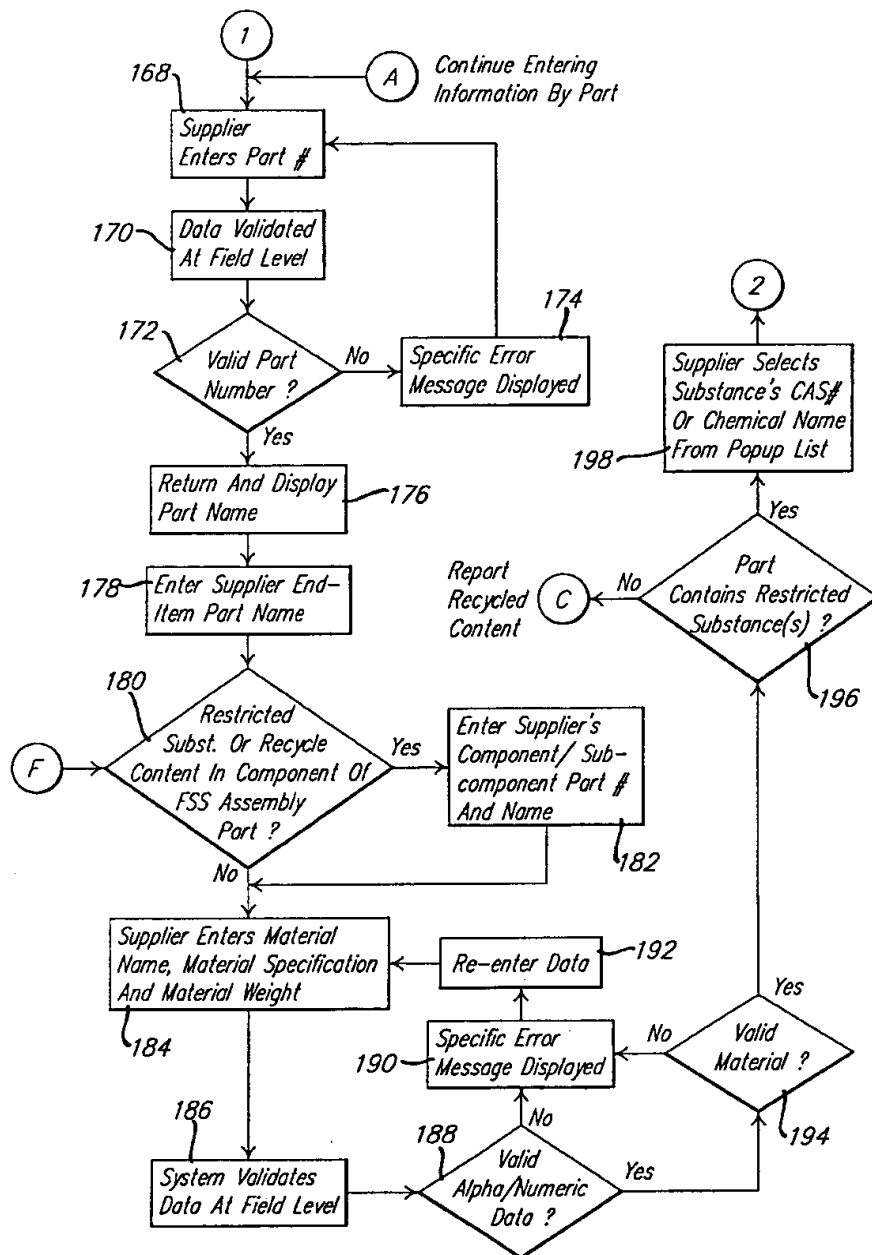 1
A
Continue Entering
Information By Part
168
Supplier
Enters Part #
170
Data Validated
At Field Level
172
Valid Part
Number ?
No
174
Specific Error
Message Displayed
Yes
Return And Display
Part Name
176
178
Enter Supplier End-
Item Part Name
180
F
Restricted
Subst. Or Recycle
Content In Component Of
FSS Assembly
Part ?
Yes
Enter Supplier's
Component/ Sub-
component Part #
And Name
182
No
Supplier Enters Material
Name, Material Specification
And Material Weight
184
Re-enter Data
192
190
Specific Error
Message Displayed
186
System Validates
Data At Field Level
188
Valid
Alpha/Numeric
Data ?
No
Yes
Valid
Material ?
No
Yes
194
Part
Contains Restricted
Substance(s) ?
196
No
C
Report
Recycled
Content
Yes
Supplier Selects
Substance's CAS#
Or Chemical Name
From Popup List
198
2